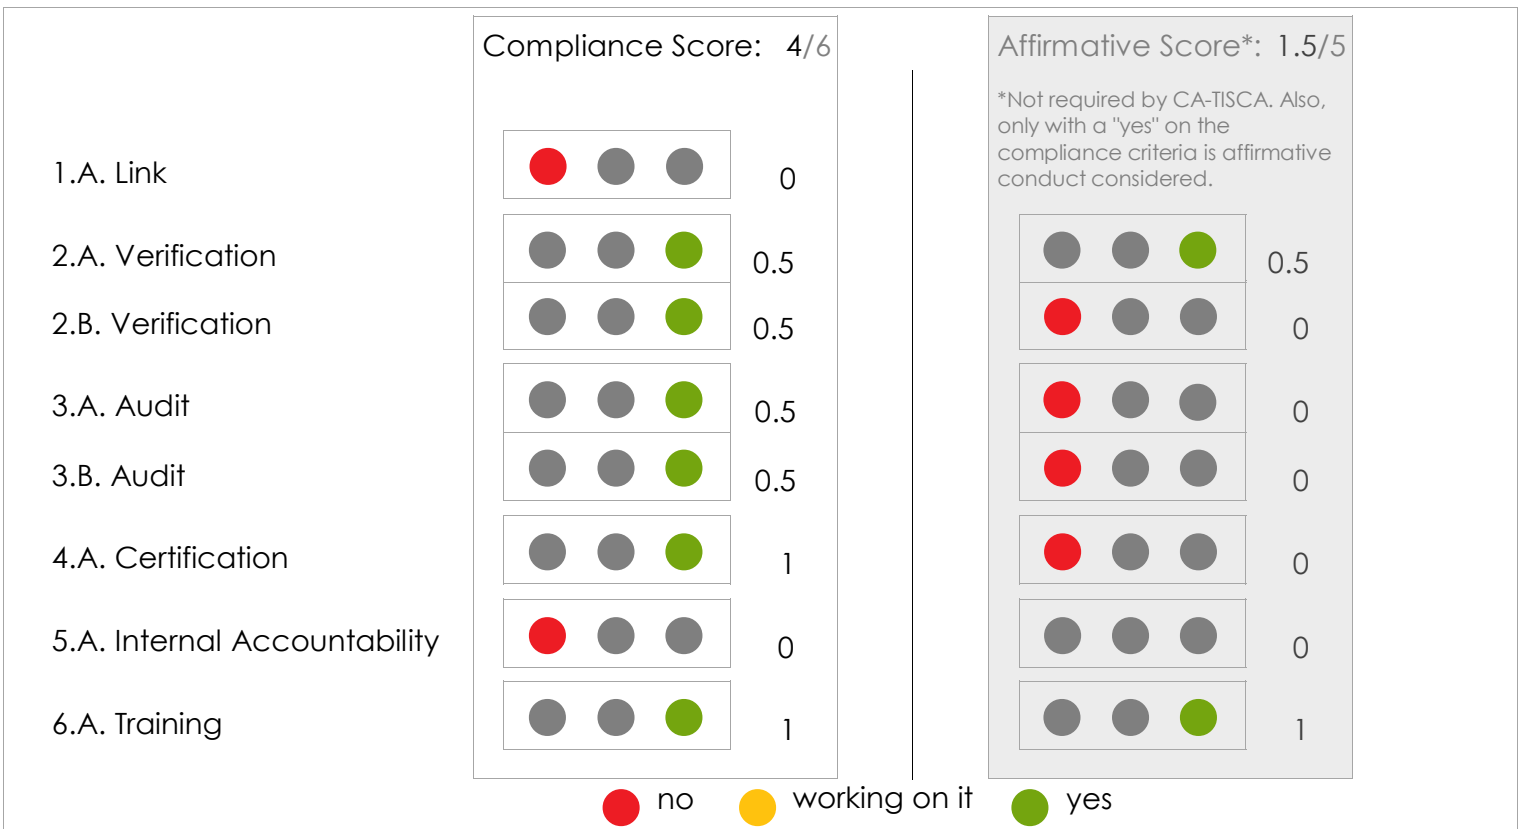 Compliance Score: 4/6
Affirmative Score*: 1.5/5
*Not required by CA-TISCA. Also,
only with a "yes" on the
compliance criteria is affirmative
conduct considered.
1.A. Link 0
2.A. Verification 0.5 0.5
2.B. Verification 0.5 0
3.A. Audit 0.5 0
3.B. Audit 0.5 0
4.A. Certification 1 0
5.A. Internal Accountability 0 0
6.A. Training 1 1
no working on it yes